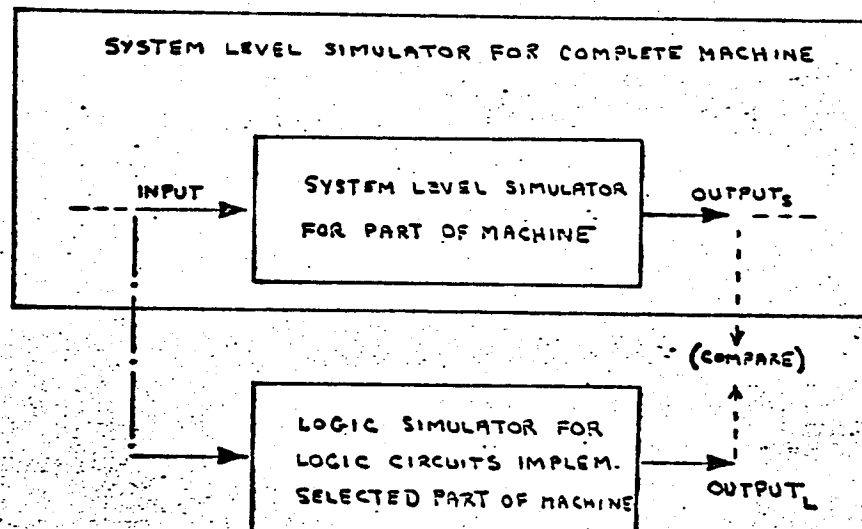 SYSTEM LEVEL SIMULATOR FOR COMPLETE MACHINE
INPUT
SYSTEM LEVEL SIMULATOR
FOR PART OF MACHINE
OUTPUTS
(COMPARE)
LOGIC SIMULATOR FOR
LOGIC CIRCUITS IMPLEM.
SELECTED PART OF MACHINE
OUTPUTL